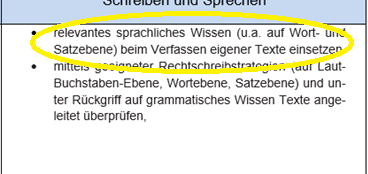 Schreiben und Sprechen
• relevantes sprachliches Wissen (u.a. auf Wort- und
Satzebene) beim Verfassen eigener Texte einsetzen
• mittels geeigneter Rechtschreibstrategien (auf Laut-
Buchstaben-Ebene, Wortebene, Satzebene) und un-
ter Rückgriff auf grammatisches Wissen Texte ange-
leitet überprüfen,